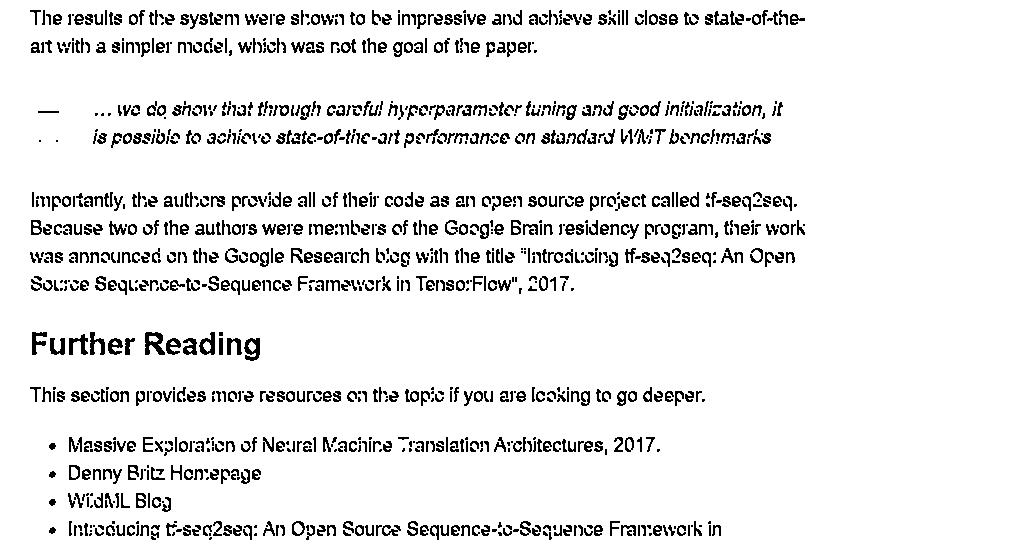 The results of the system were shown to be impressive and achieve skill close to state-of-the-
art with a simpler model, which was not the goal of the paper.
… we do show that through careful hyperparameter tuning and good initialization, it
is possible to achieve state-of-the-art performance on standard WMT benchmarks
Importantly, the authors provide all of their code as an open source project called tf-seq2seq.
Because two of the authors were members of the Google Brain residency program, their work
was announced on the Google Research blog with the title "Introducing tf-seq2seq: An Open
Source Sequence-to-Sequence Framework in TensorFlow", 2017.
Further Reading
This section provides more resources on the topic if you are looking to go deeper.
• Massive Exploration of Neural Machine Translation Architectures, 2017.
• Denny Britz Homepage
• WildML Blog
• Introducing tf-seq2seq: An Open Source Sequence-to-Sequence Framework in